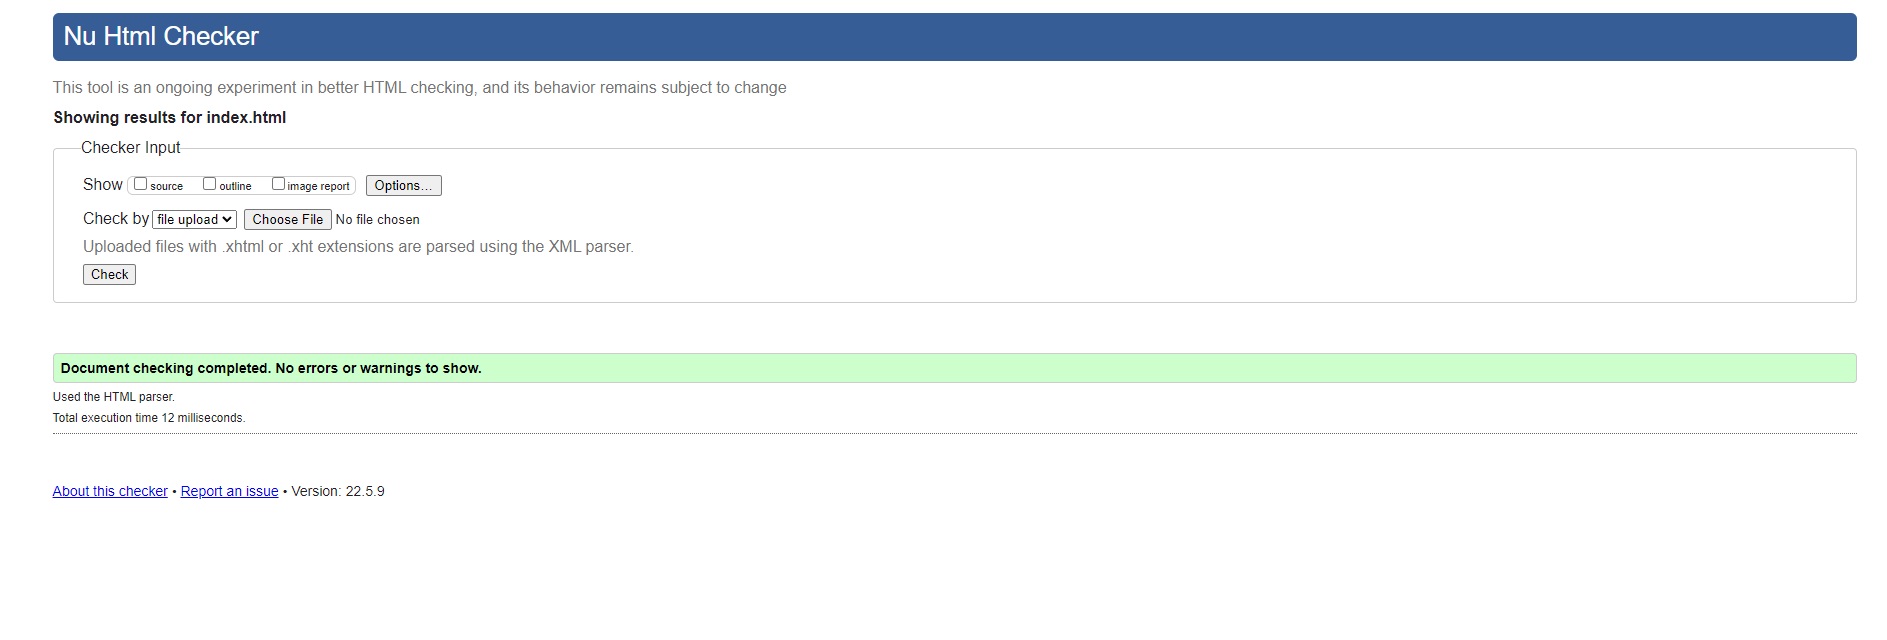 Nu Html Checker
This tool is an ongoing experiment in better HTML checking, and its behavior remains subject to change
Showing results for index.html
Checker Input
Show source outline image report Options...
Check by file upload Choose File No file chosen
Uploaded files with .xhtml or .xht extensions are parsed using the XML parser.
Check
Document checking completed. No errors or warnings to show.
Used the HTML parser.
Total execution time 12 milliseconds.
About this checker • Report an issue • Version: 22.5.9